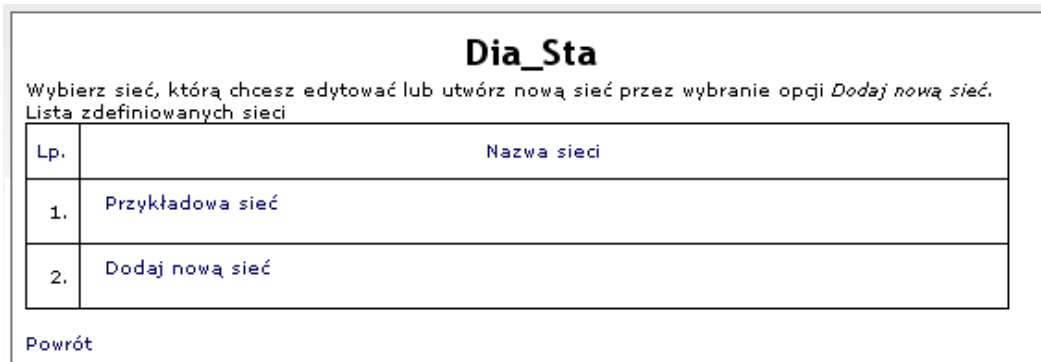 Dia_Sta
Wybierz sieć, którą chcesz edytować lub utwórz nową sieć przez wybranie opcji Dodaj nową sieć.
Lista zdefiniowanych sieci
Lp. Nazwa sieci
1. Przykładowa sieć
2. Dodaj nową sieć
Powrót